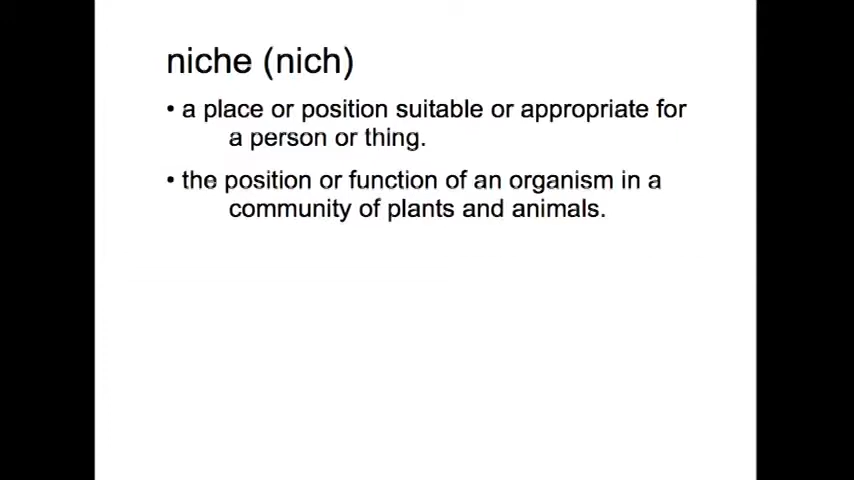 niche (nich)
• a place or position suitable or appropriate for
a person or thing.
• the position or function of an organism in a
community of plants and animals.